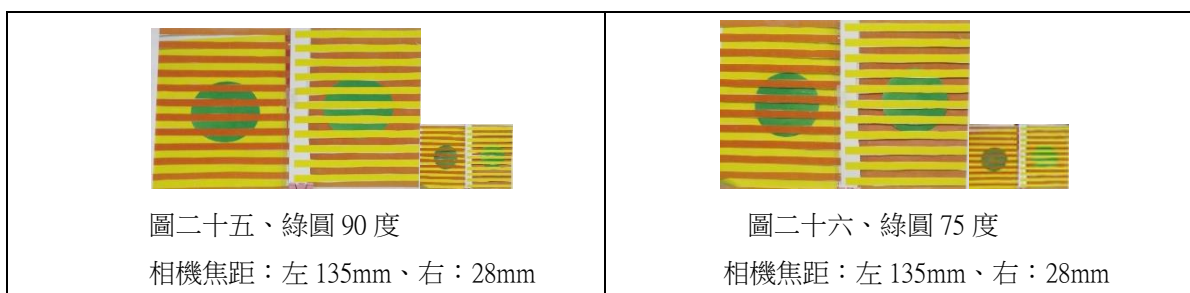 圖二十五、綠圓 90 度
相機焦距：左 135mm、右：28mm
圖二十六、綠圓 75 度
相機焦距：左 135mm、右：28mm